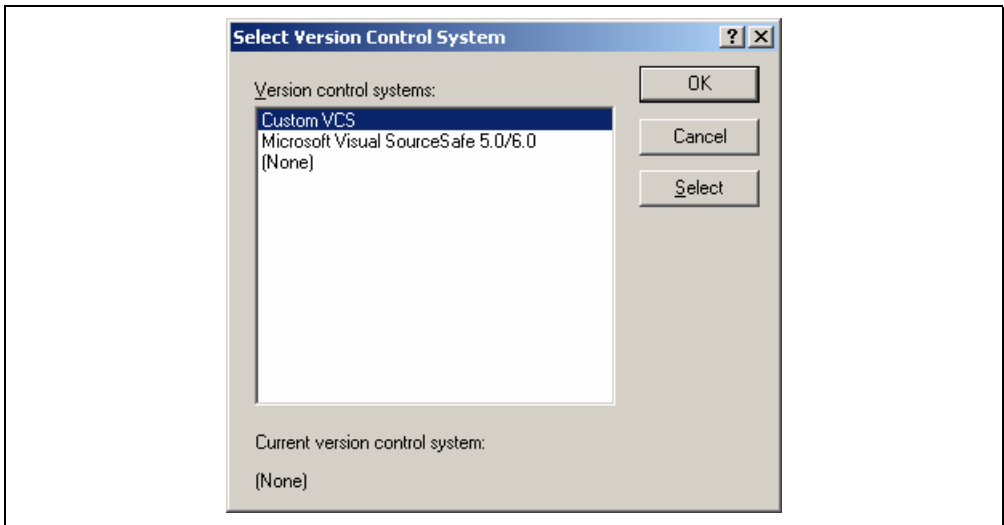 Select Version Control System
Version control systems:
OK
Custom VCS
Microsoft Visual SourceSafe 5.0/6.0
Cancel
(None)
Select
Current version control system:
(None)